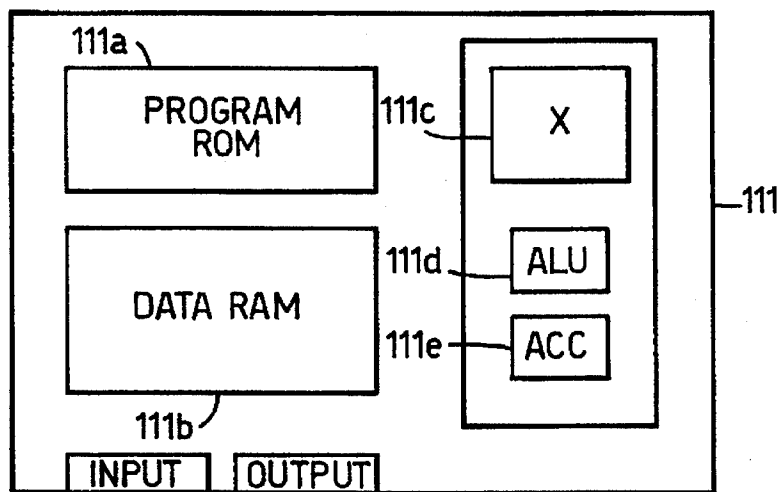 111a
PROGRAM
ROM
111c
X
111
DATA RAM
111d
ALU
111e
ACC
111b
INPUT
OUTPUT